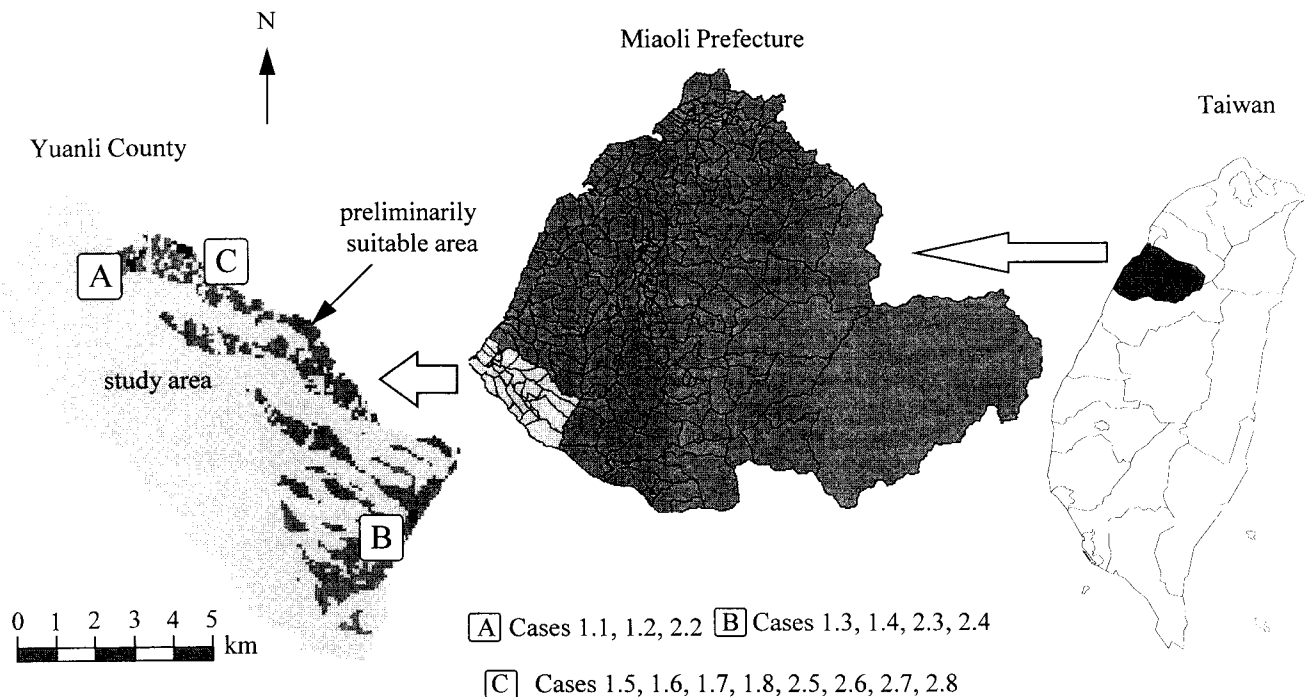 N
Miaoli Prefecture
Taiwan
Yuanli County
preliminarily
suitable area
A
C
study area
B
0 1 2 3 4 5
km
A Cases 1.1, 1.2, 2.2
B Cases 1.3, 1.4, 2.3, 2.4
C Cases 1.5, 1.6, 1.7, 1.8, 2.5, 2.6, 2.7, 2.8